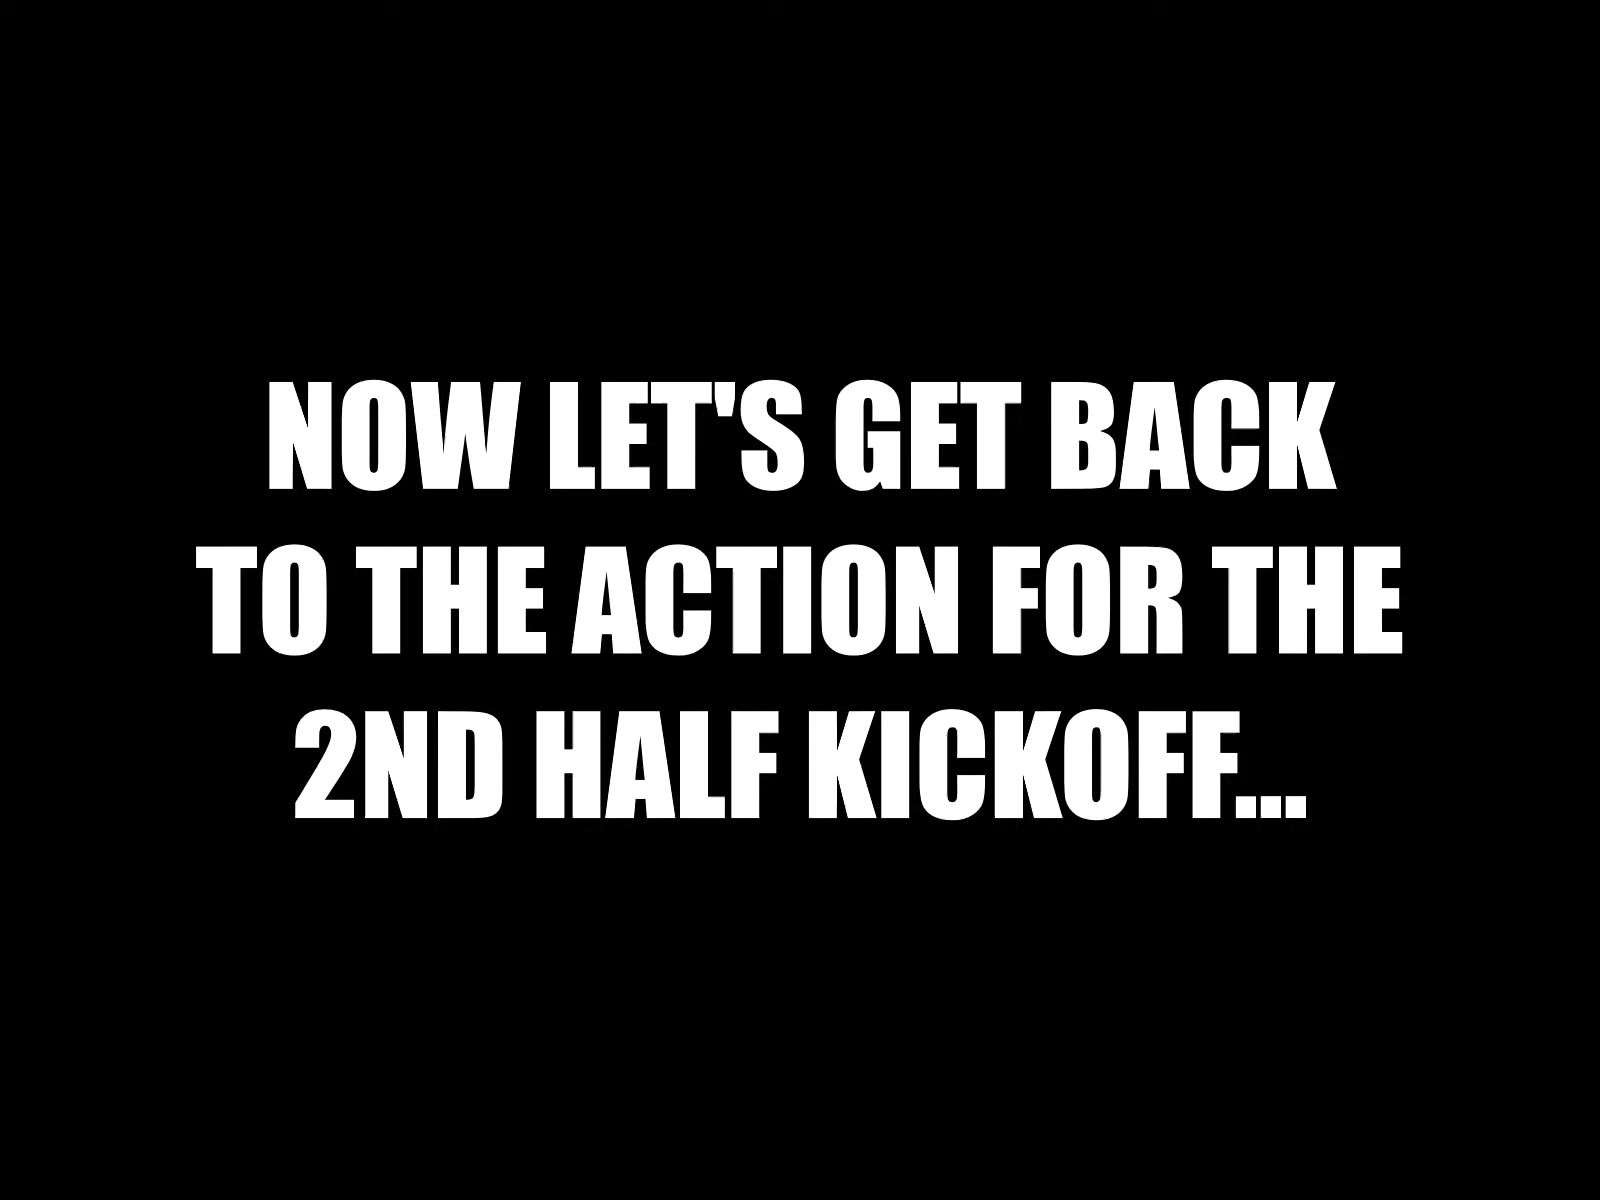 NOW LET'S GET BACK
TO THE ACTION FOR THE
2ND HALF KICKOFF...